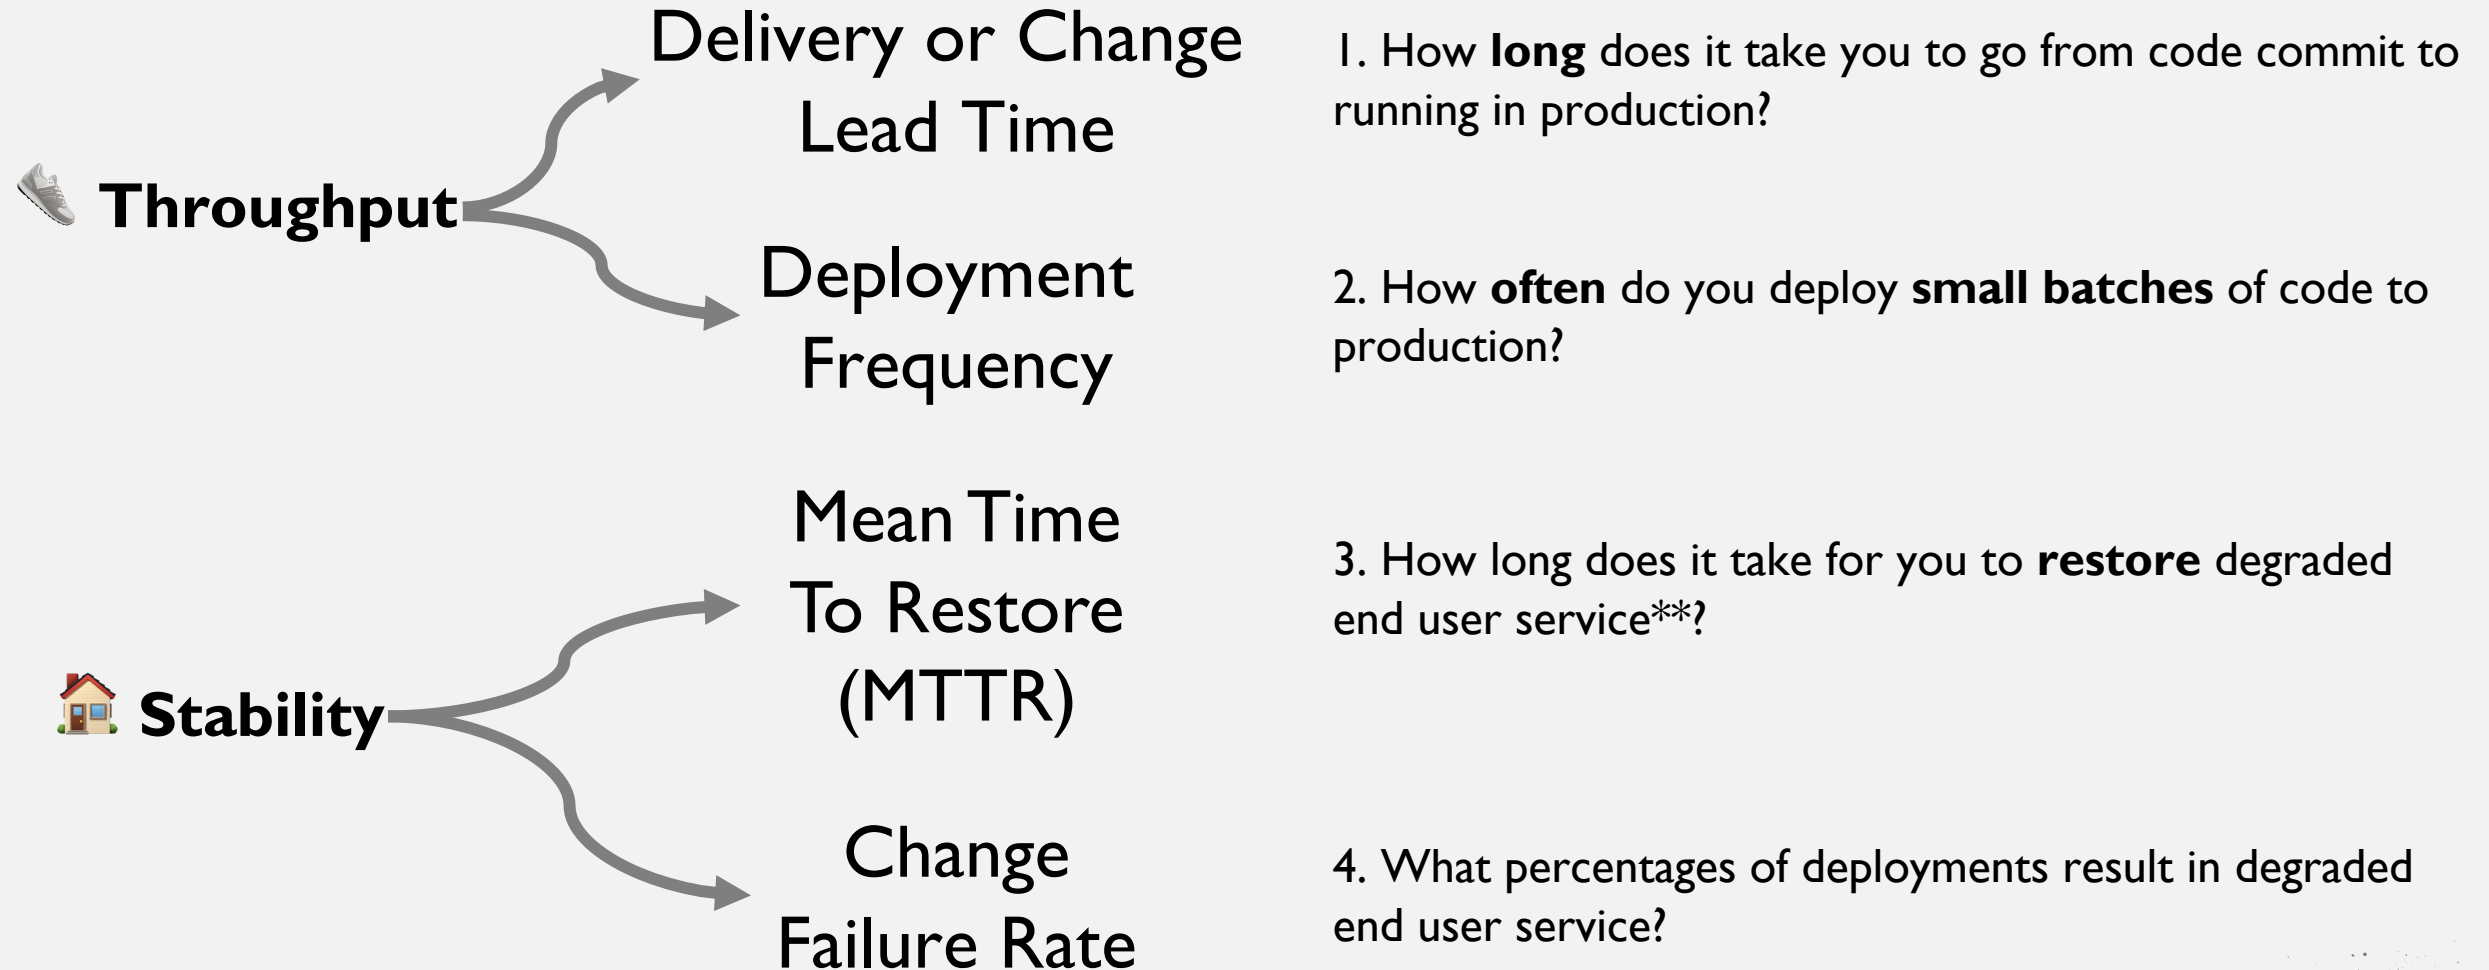 Delivery or Change
Lead Time
1. How long does it take you to go from code commit to
running in production?
Throughput
Deployment
Frequency
2. How often do you deploy small batches of code to
production?
Mean Time
To Restore
(MTTR)
3. How long does it take for you to restore degraded
end user service**?
Stability
Change
Failure Rate
4. What percentages of deployments result in degraded
end user service?